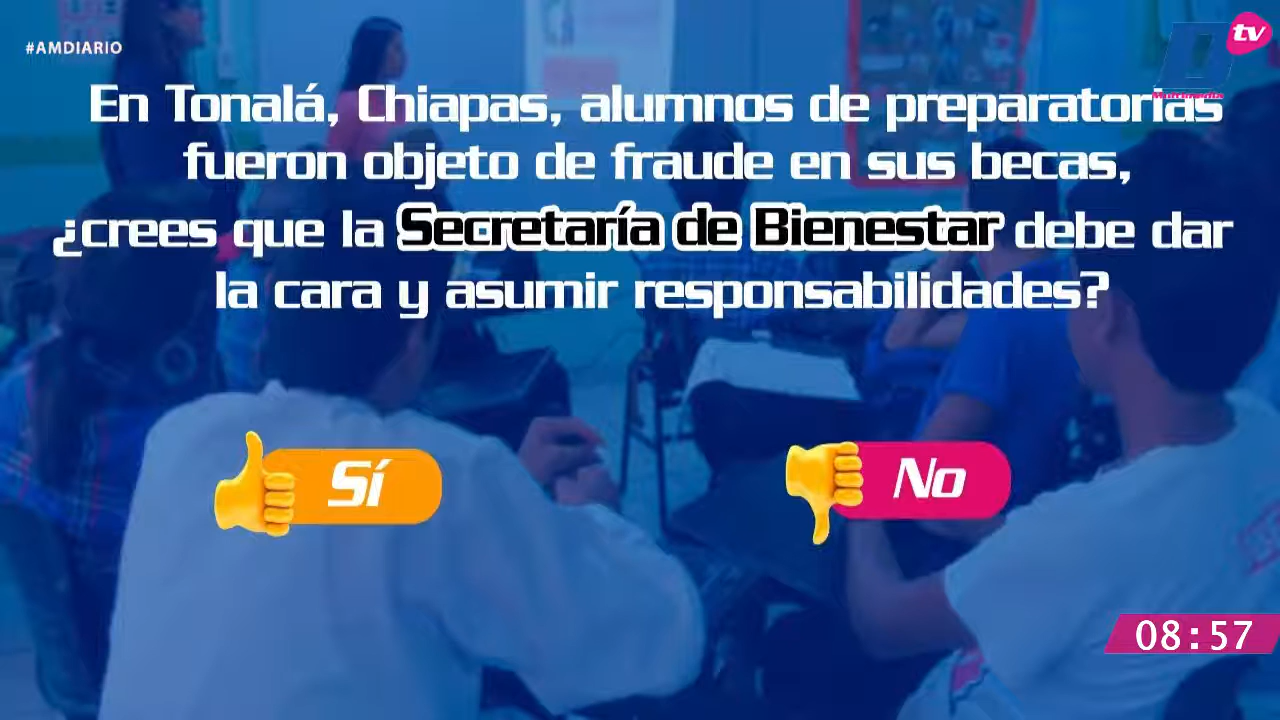 #AMDIARIO
tv
Multimedia
En Tonalá, Chiapas, alumnos de preparatorias
fueron objeto de fraude en sus becas,
¿crees que la Secretaría de Bienestar debe dar
la cara y asumir responsabilidades?
Sí
No
08:57